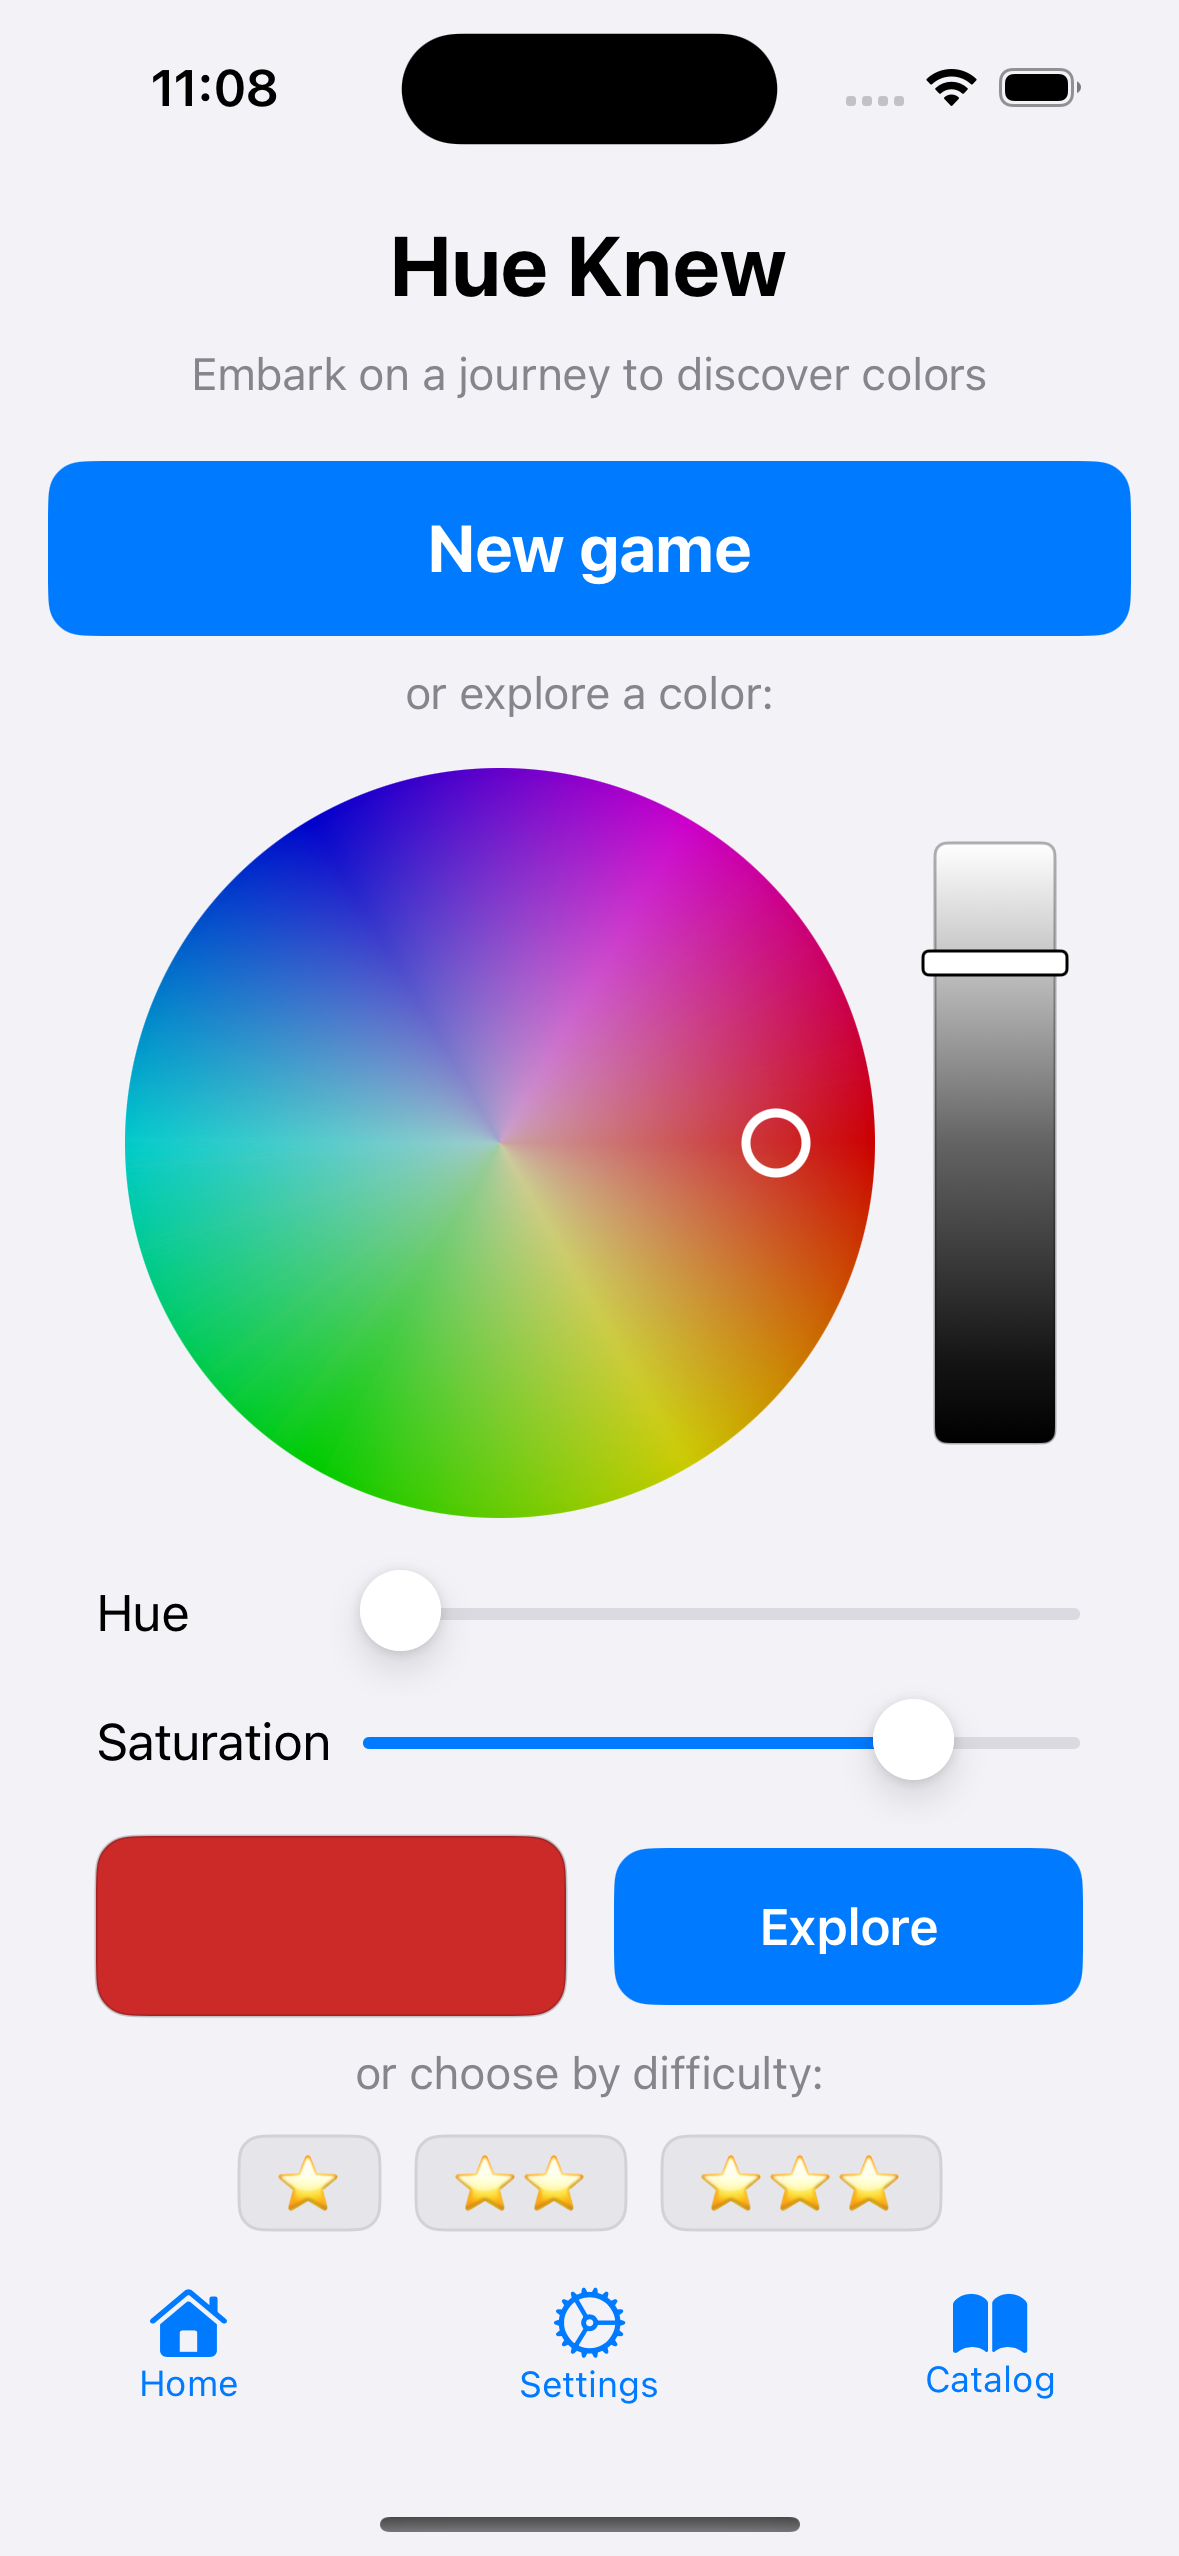 11:08
Hue Knew
Embark on a journey to discover colors
New game
or explore a color:
Hue
Saturation
Explore
or choose by difficulty:
Home
Settings
Catalog